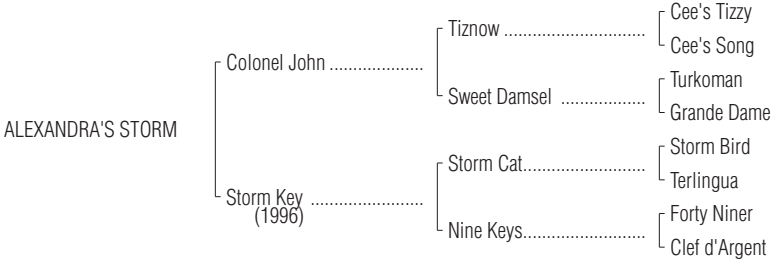 Cee's Tizzy
Tiznow ..............................
Cee's Song
Colonel John ....................
Turkoman
Sweet Damsel ..................
Grande Dame
ALEXANDRA'S STORM
Storm Bird
Storm Cat..........................
Terlingua
Storm Key ........................
(1996)
Forty Niner
Nine Keys..........................
Clef d'Argent